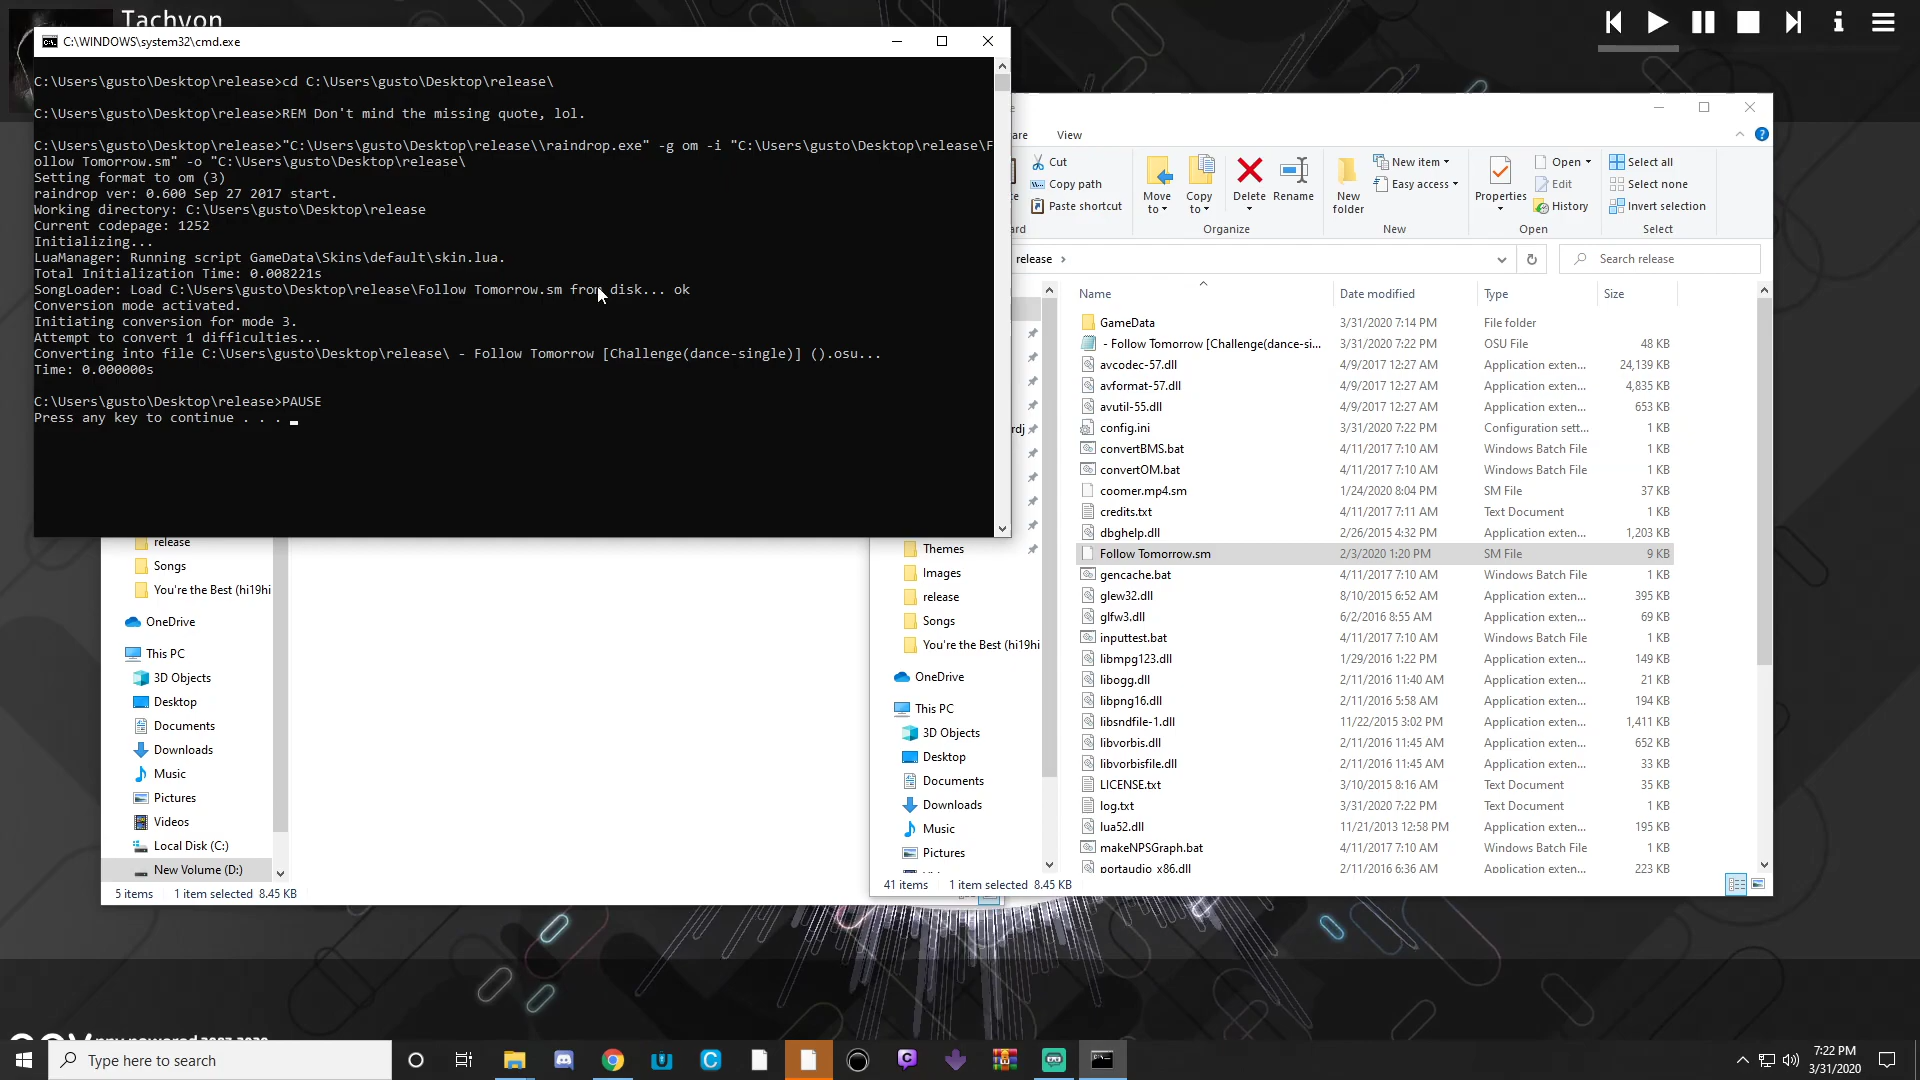 Tachyon
C:\WINDOWS\system32\cmd.exe
C:\Users\gusto\Desktop\release>cd C:\Users\gusto\Desktop\release\
C:\Users\gusto\Desktop\release>REM Don't mind the missing quote, lol.
C:\Users\gusto\Desktop\release>"C:\Users\gusto\Desktop\release\\raindrop.exe" -g om -i "C:\Users\gusto\Desktop\release\F
ollow Tomorrow.sm" -o "C:\Users\gusto\Desktop\release\
Setting format to om (3)
raindrop ver: 0.600 Sep 27 2017 start.
Working directory: C:\Users\gusto\Desktop\release
Current codepage: 1252
Initializing...
LuaManager: Running script GameData\Skins\default\skin.lua.
Total Initialization Time: 0.008221s
SongLoader: Load C:\Users\gusto\Desktop\release\Follow Tomorrow.sm from disk... ok
Conversion mode activated.
Initiating conversion for mode 3.
Attempt to convert 1 difficulties...
Converting into file C:\Users\gusto\Desktop\release\ - Follow Tomorrow [Challenge(dance-single)] ().osu...
Time: 0.000000s
C:\Users\gusto\Desktop\release>PAUSE
Press any key to continue . . .
View
Cut
Copy path
Paste shortcut
Move to
Copy to
Delete
Rename
Organize
New folder
New item
Easy access
New
Properties
Open
Edit
History
Open
Select all
Select none
Invert selection
Select
release
Search release
Name Date modified Type Size
GameData 3/31/2020 7:14 PM File folder
- Follow Tomorrow [Challenge(dance-si... 3/31/2020 7:22 PM OSU File 48 KB
avcodec-57.dll 4/9/2017 12:27 AM Application exten... 24,139 KB
avformat-57.dll 4/9/2017 12:27 AM Application exten... 4,835 KB
avutil-55.dll 4/9/2017 12:27 AM Application exten... 653 KB
config.ini 3/31/2020 7:22 PM Configuration sett... 1 KB
convertBMS.bat 4/11/2017 7:10 AM Windows Batch File 1 KB
convertOM.bat 4/11/2017 7:10 AM Windows Batch File 1 KB
coomer.mp4.sm 1/24/2020 8:04 PM SM File 37 KB
credits.txt 4/11/2017 7:11 AM Text Document 1 KB
dbghelp.dll 2/26/2015 4:32 PM Application exten... 1,203 KB
Follow Tomorrow.sm 2/3/2020 1:20 PM SM File 9 KB
gencache.bat 4/11/2017 7:10 AM Windows Batch File 1 KB
glew32.dll 8/10/2015 6:52 AM Application exten... 395 KB
glfw3.dll 6/2/2016 8:55 AM Application exten... 69 KB
inputtest.bat 4/11/2017 7:10 AM Windows Batch File 1 KB
libmpg123.dll 1/29/2016 1:22 PM Application exten... 149 KB
libogg.dll 2/11/2016 11:40 AM Application exten... 21 KB
libpng16.dll 2/11/2016 5:58 AM Application exten... 194 KB
libsndfile-1.dll 11/22/2015 3:02 PM Application exten... 1,411 KB
libvorbis.dll 2/11/2016 11:45 AM Application exten... 652 KB
libvorbisfile.dll 2/11/2016 11:45 AM Application exten... 33 KB
LICENSE.txt 3/10/2015 8:16 AM Text Document 35 KB
log.txt 3/31/2020 7:22 PM Text Document 1 KB
lua52.dll 11/21/2013 12:58 PM Application exten... 195 KB
makeNPSGraph.bat 4/11/2017 7:10 AM Windows Batch File 1 KB
portaudio_x86.dll 2/11/2016 6:36 AM Application exten... 223 KB
rdj
Themes
Images
release
Songs
You're the Best (hi19hi
OneDrive
This PC
3D Objects
Desktop
Documents
Downloads
Music
Pictures
41 items 1 item selected 8.45 KB
release
Songs
You're the Best (hi19hi
OneDrive
This PC
3D Objects
Desktop
Documents
Downloads
Music
Pictures
Videos
Local Disk (C:)
New Volume (D:)
5 items 1 item selected 8.45 KB
Type here to search
7:22 PM
3/31/2020